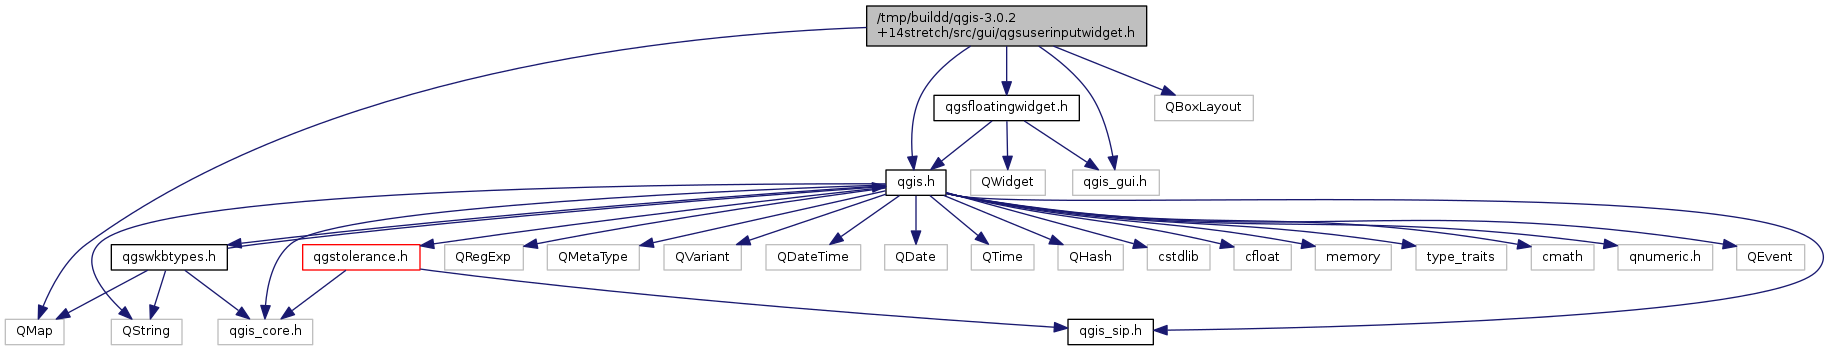 /tmp/buildd/qgis-3.0.2
+14stretch/src/gui/qgsuserinputwidget.h
qgsfloatingwidget.h
QBoxLayout
qgis.h
QWidget
qgis_gui.h
qgswkbtypes.h
qgstolerance.h
QRegExp
QMetaType
QVariant
QDateTime
QDate
QTime
QHash
cstdlib
cfloat
memory
type_traits
cmath
qnumeric.h
QEvent
QMap
QString
qgis_core.h
qgis_sip.h